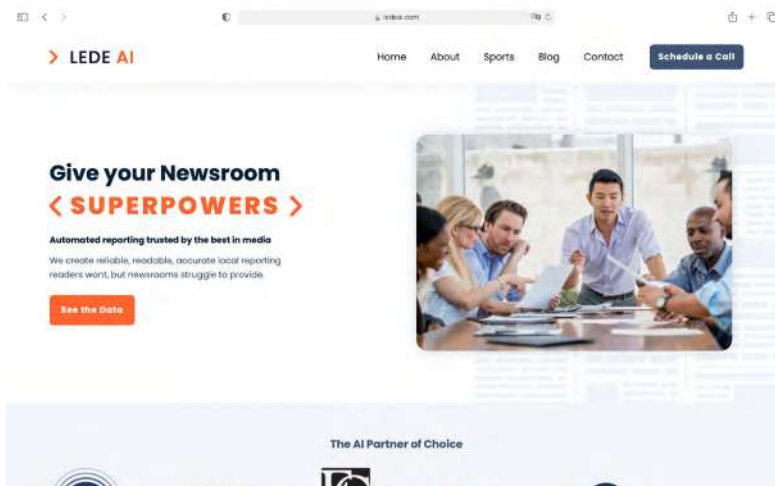 ledeai.com
LEDE AI
Home About Sports Blog Contact Schedule a Call
Give your Newsroom
< SUPERPOWERS >
Automated reporting trusted by the best in media
We create reliable, readable, accurate local reporting
readers want, but newsrooms struggle to provide.
See the Data
The AI Partner of Choice